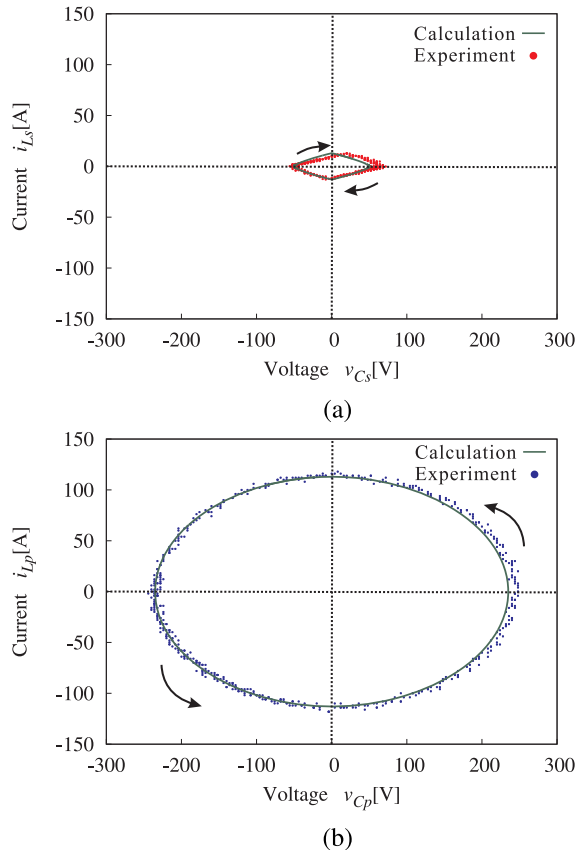 150
100
50
0
-50
-100
-150
-300
-200
-100
0
100
200
300
Current iLs[A]
Voltage vCs[V]
Calculation
Experiment
(a)
150
100
50
0
-50
-100
-150
-300
-200
-100
0
100
200
300
Current iLp[A]
Voltage vCp[V]
Calculation
Experiment
(b)